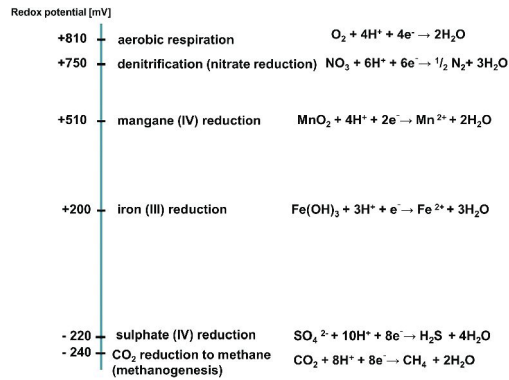 Redox potential [mV]
+810 aerobic respiration O₂ + 4H⁺ + 4e⁻ → 2H₂O
+750 denitrification (nitrate reduction) NO₃ + 6H⁺ + 6e⁻ → ½ N₂+ 3H₂O
+510 mangane (IV) reduction MnO₂ + 4H⁺ + 2e⁻ → Mn ²⁺ + 2H₂O
+200 iron (III) reduction Fe(OH)₃ + 3H⁺ + e⁻ → Fe ²⁺ + 3H₂O
- 220 sulphate (IV) reduction SO₄ ²⁻ + 10H⁺ + 8e⁻ → H₂S + 4H₂O
- 240 CO₂ reduction to methane CO₂ + 8H⁺ + 8e⁻ → CH₄ + 2H₂O
(methanogenesis)